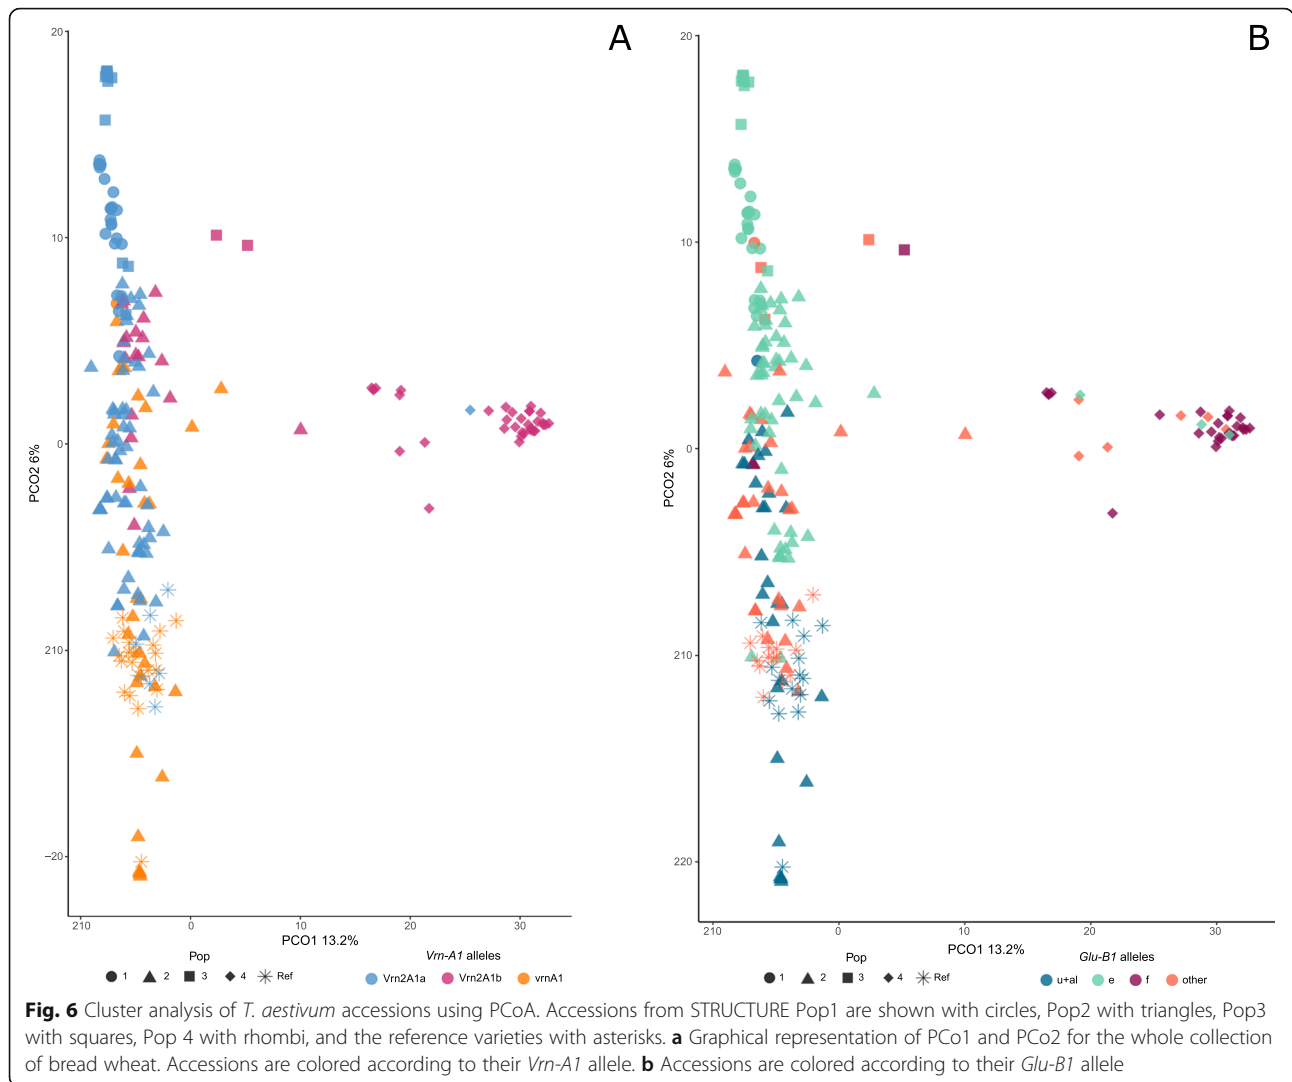 A
B
20
10
0
210
–20
PCO2 6%
210
0
10
20
30
PCO1 13.2%
20
10
0
210
220
PCO2 6%
210
0
10
20
30
PCO1 13.2%
Pop
1 2 3 4 Ref
Vrn-A1 alleles
Vrn2A1a Vrn2A1b vrnA1
Pop
1 2 3 4 Ref
Glu-B1 alleles
u+al e f other
Fig. 6 Cluster analysis of T. aestivum accessions using PCoA. Accessions from STRUCTURE Pop1 are shown with circles, Pop2 with triangles, Pop3
with squares, Pop 4 with rhombi, and the reference varieties with asterisks. a Graphical representation of PCo1 and PCo2 for the whole collection
of bread wheat. Accessions are colored according to their Vrn-A1 allele. b Accessions are colored according to their Glu-B1 allele